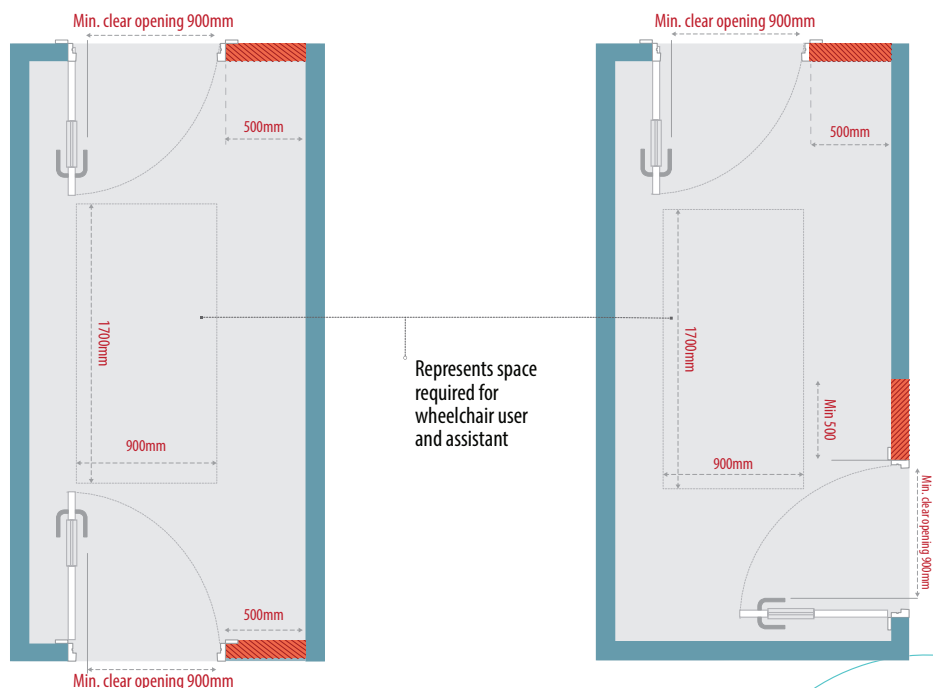 Min. clear opening 900mm
Min. clear opening 900mm
500mm
500mm
1700mm
1700mm
Represents space
required for
wheelchair user
and assistant
Min 500
900mm
900mm
Min. clear opening 900mm
500mm
Min. clear opening 900mm